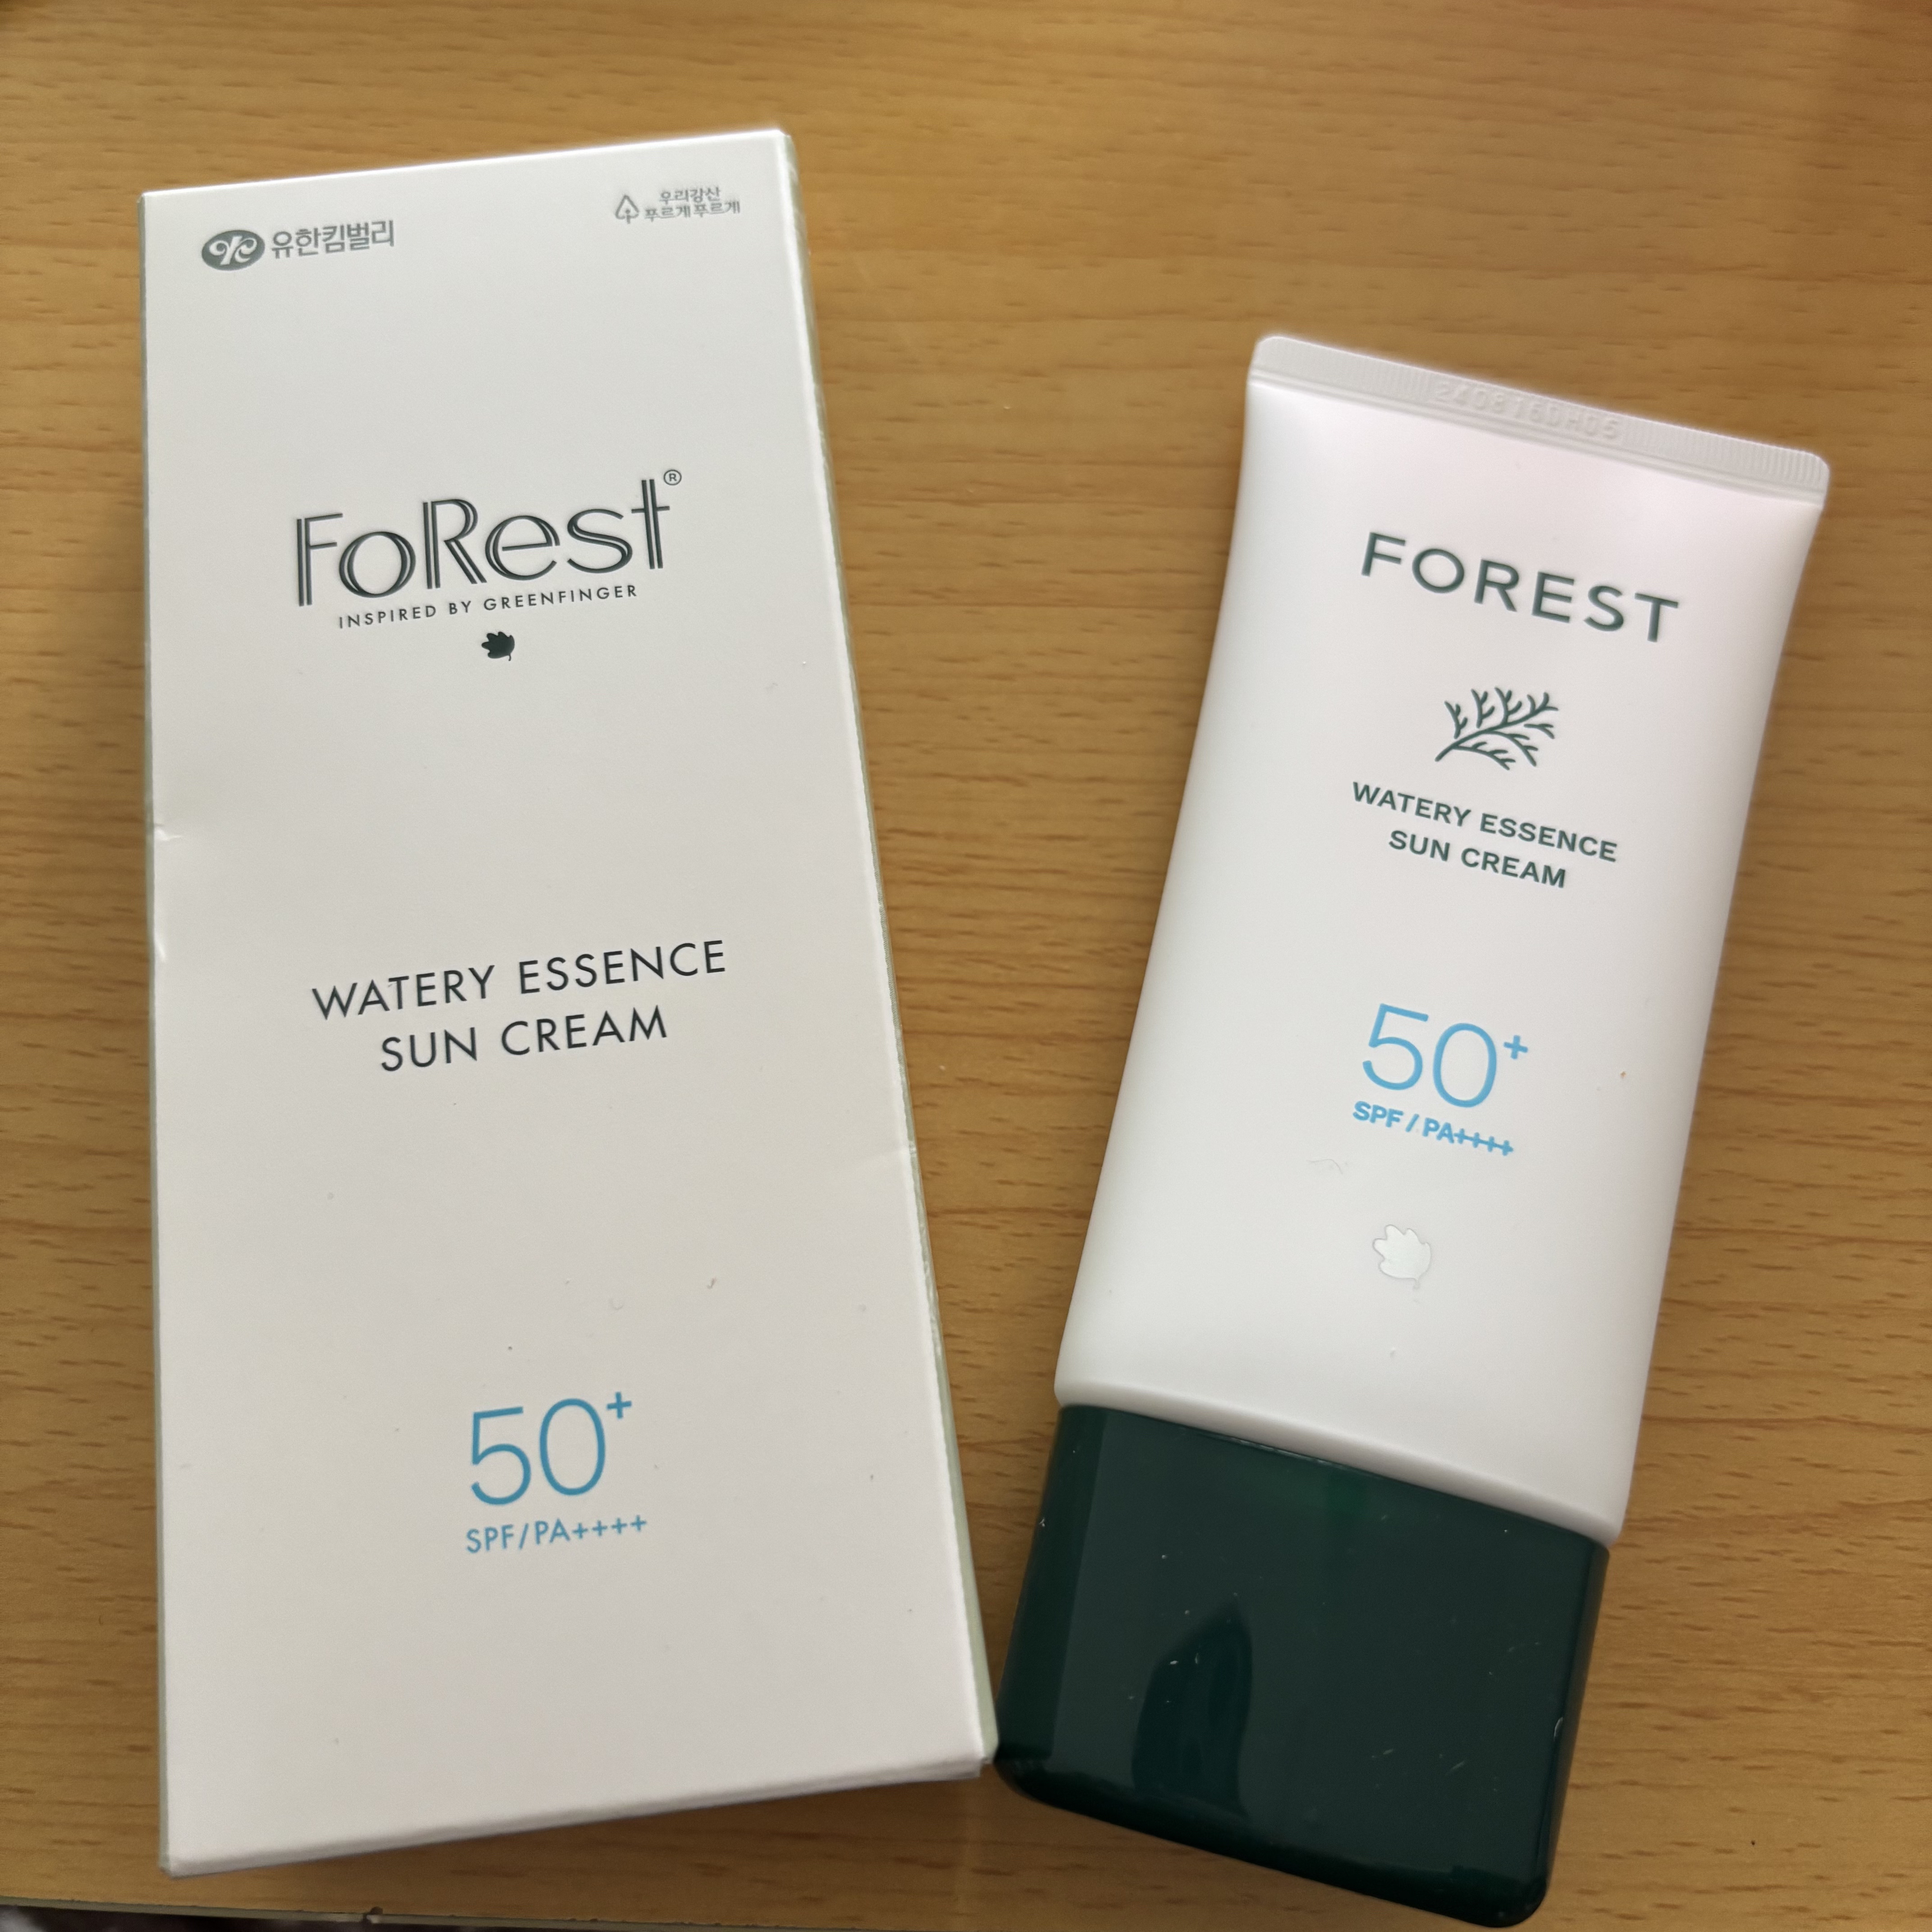 유한킴벌리
우리강산
푸르게 푸르게
FoRest®
INSPIRED BY GREENFINGER
WATERY ESSENCE
SUN CREAM
50+
SPF/PA++++
FOREST
WATERY ESSENCE
SUN CREAM
50+
SPF/PA++++